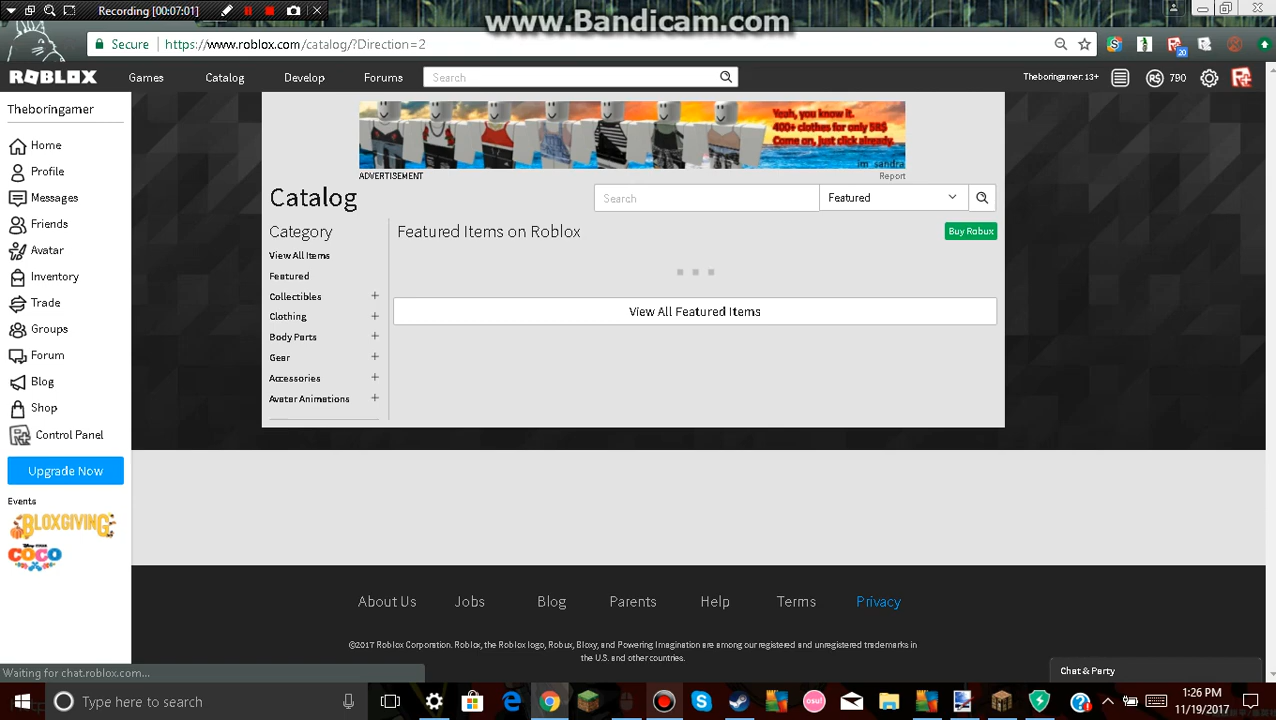 Recording [00:07:01]
www.Bandicam.com
Secure https://www.roblox.com/catalog/?Direction=2
20
ROBLOX Games Catalog Develop Forums Search Theboringamer: 13+ R$ 790
Theboringamer
Home
Profile
Messages
Friends
Avatar
Inventory
Trade
Groups
Forum
Blog
Shop
Control Panel
Upgrade Now
Events
BLOXGIVING
COCO
Yeah, you know it.
400+ clothes for only 5R$
Come on, just click already.
im_sandra
ADVERTISEMENT Report
Catalog Search Featured
Category
View All Items
Featured
Collectibles +
Clothing +
Body Parts +
Gear +
Accessories +
Avatar Animations +
Featured Items on Roblox Buy Robux
View All Featured Items
About Us Jobs Blog Parents Help Terms Privacy
©2017 Roblox Corporation. Roblox, the Roblox logo, Robux, Bloxy, and Powering Imagination are among our registered and unregistered trademarks in
the U.S. and other countries.
Waiting for chat.roblox.com...
Chat & Party
Type here to search
osu!
1:26 PM
11/19/2017